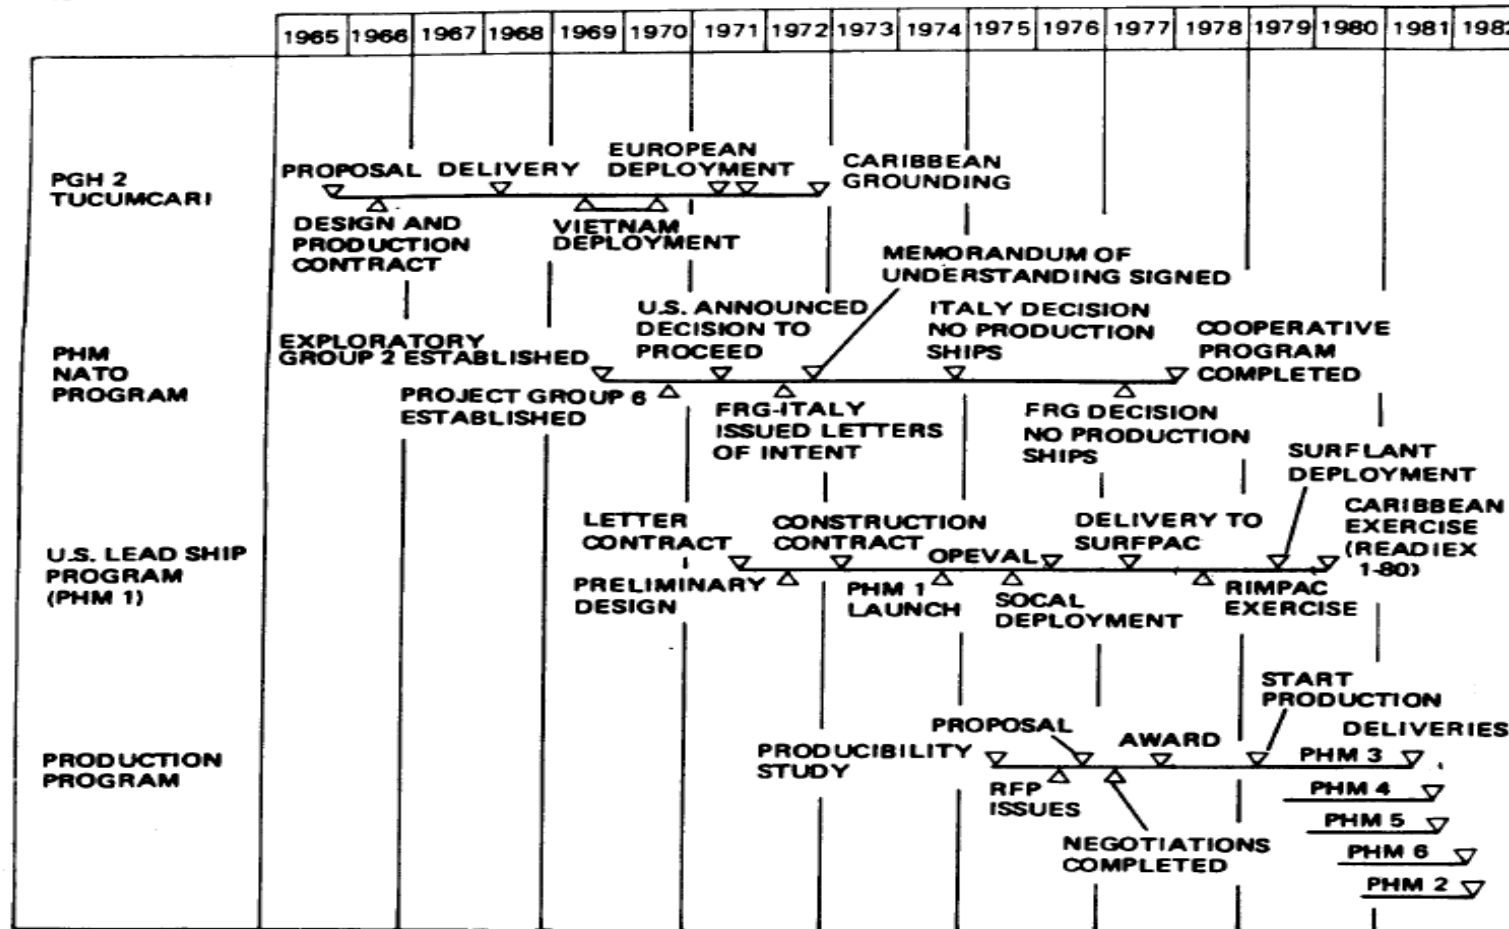 1965 1966 1967 1968 1969 1970 1971 1972 1973 1974 1975 1976 1977 1978 1979 1980 1981 1982
PGH 2
TUCUMCARI
PROPOSAL
DELIVERY
EUROPEAN
DEPLOYMENT
CARIBBEAN
GROUNDING
DESIGN AND
PRODUCTION
CONTRACT
VIETNAM
DEPLOYMENT
PHM
NATO
PROGRAM
EXPLORATORY
GROUP 2 ESTABLISHED
U.S. ANNOUNCED
DECISION TO
PROCEED
MEMORANDUM OF
UNDERSTANDING SIGNED
ITALY DECISION
NO PRODUCTION
SHIPS
COOPERATIVE
PROGRAM
COMPLETED
PROJECT GROUP 6
ESTABLISHED
FRG-ITALY
ISSUED LETTERS
OF INTENT
FRG DECISION
NO PRODUCTION
SHIPS
U.S. LEAD SHIP
PROGRAM
(PHM 1)
LETTER
CONTRACT
CONSTRUCTION
CONTRACT
OPEVAL
DELIVERY TO
SURFPAC
SURFLANT
DEPLOYMENT
CARIBBEAN
EXERCISE
(READIEX
1-80)
PRELIMINARY
DESIGN
PHM 1
LAUNCH
SOCAL
DEPLOYMENT
RIMPAC
EXERCISE
PRODUCTION
PROGRAM
PRODUCIBILITY
STUDY
PROPOSAL
AWARD
START
PRODUCTION
DELIVERIES
RFP
ISSUES
NEGOTIATIONS
COMPLETED
PHM 3
PHM 4
PHM 5
PHM 6
PHM 2